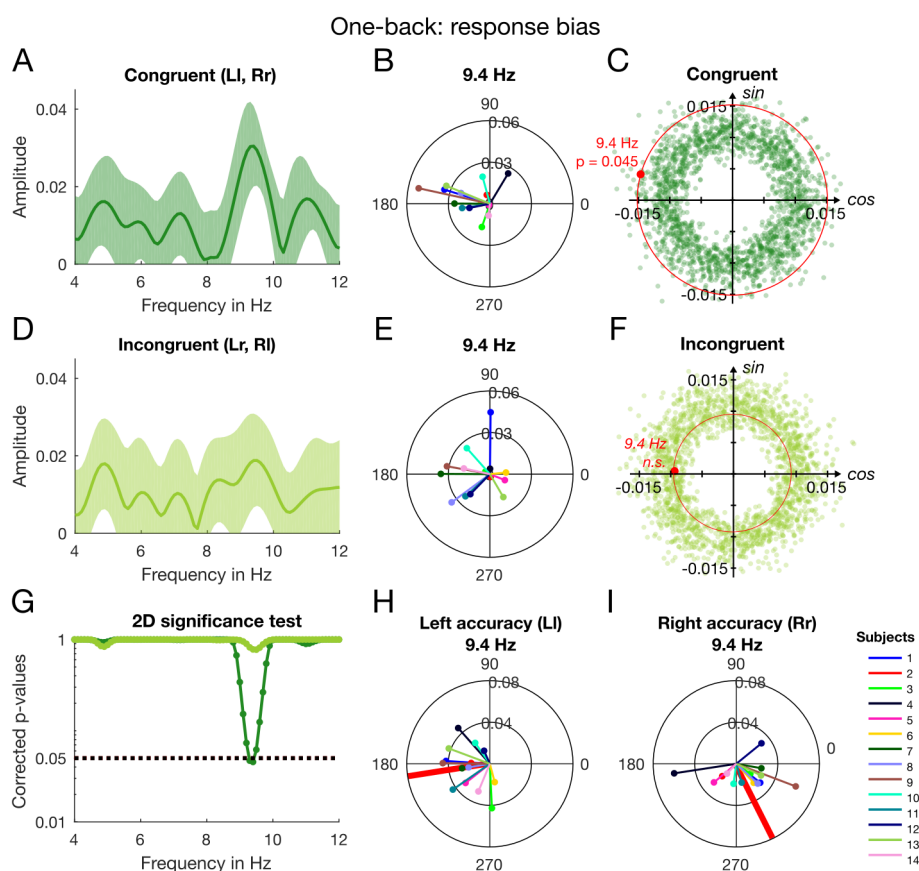 One-back: response bias
A
Congruent (Ll, Rr)
0.04
0.02
0
Amplitude
4 6 8 10 12
Frequency in Hz
B
9.4 Hz
90
0.06
0.03
180
0
270
C
Congruent
sin
0.015
9.4 Hz
p = 0.045
cos
-0.015
0.015
-0.015
D
Incongruent (Lr, Rl)
0.04
0.02
0
Amplitude
4 6 8 10 12
Frequency in Hz
E
9.4 Hz
90
0.06
0.03
180
0
270
F
Incongruent
sin
0.015
9.4 Hz
n.s.
cos
-0.015
0.015
-0.015
G
2D significance test
1
0.05
0.01
Corrected p-values
4 6 8 10 12
Frequency in Hz
H
Left accuracy (Ll)
9.4 Hz
90
0.08
0.04
180
0
270
I
Right accuracy (Rr)
9.4 Hz
90
0.08
0.04
0
180
270
Subjects
1
2
3
4
5
6
7
8
9
10
11
12
13
14